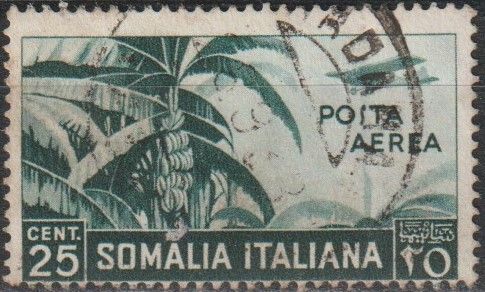 POSTA
AEREA
CENT.
25
SOMALIA ITALIANA
٢٥